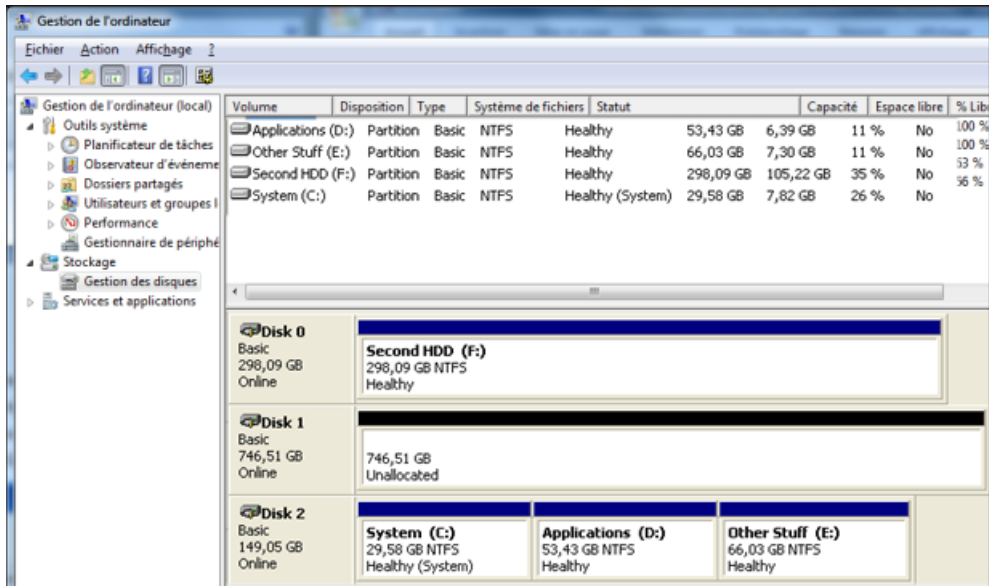 Gestion de l'ordinateur
Fichier Action Affichage ?
Gestion de l'ordinateur (local)
Outils système
Planificateur de tâches
Observateur d'événeme
Dossiers partagés
Utilisateurs et groupes l
Performance
Gestionnaire de périphé
Stockage
Gestion des disques
Services et applications
Volume Disposition Type Système de fichiers Statut Capacité Espace libre % Lib
Applications (D:) Partition Basic NTFS Healthy 53,43 GB 6,39 GB 11 % No 100 %
Other Stuff (E:) Partition Basic NTFS Healthy 66,03 GB 7,30 GB 11 % No 100 %
Second HDD (F:) Partition Basic NTFS Healthy 298,09 GB 105,22 GB 35 % No 53 %
System (C:) Partition Basic NTFS Healthy (System) 29,58 GB 7,82 GB 26 % No 56 %
Disk 0
Basic
298,09 GB
Online
Second HDD (F:)
298,09 GB NTFS
Healthy
Disk 1
Basic
746,51 GB
Online
746,51 GB
Unallocated
Disk 2
Basic
149,05 GB
Online
System (C:)
29,58 GB NTFS
Healthy (System)
Applications (D:)
53,43 GB NTFS
Healthy
Other Stuff (E:)
66,03 GB NTFS
Healthy